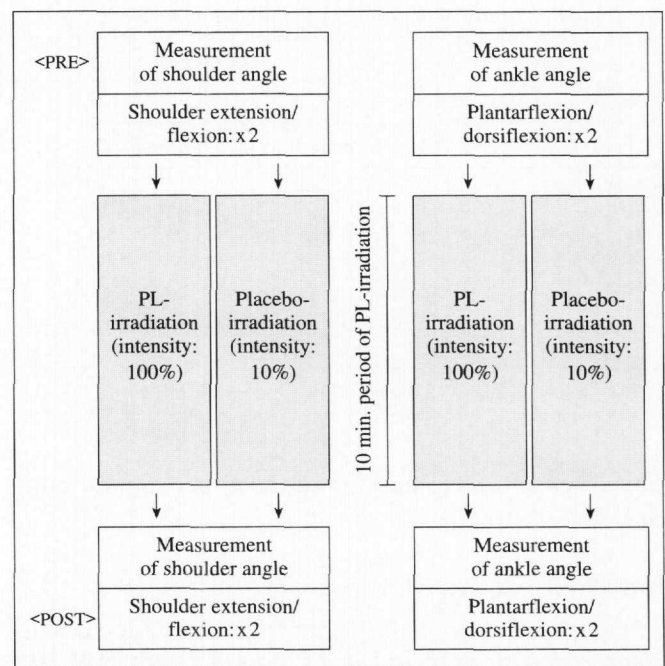 <PRE>
Measurement
of shoulder angle
Shoulder extension/
flexion: x 2
Measurement
of ankle angle
Plantarflexion/
dorsiflexion: x 2
PL-
irradiation
(intensity:
100%)
Placebo-
irradiation
(intensity:
10%)
10 min. period of PL-irradiation
PL-
irradiation
(intensity:
100%)
Placebo-
irradiation
(intensity:
10%)
<POST>
Measurement
of shoulder angle
Shoulder extension/
flexion: x 2
Measurement
of ankle angle
Plantarflexion/
dorsiflexion: x 2